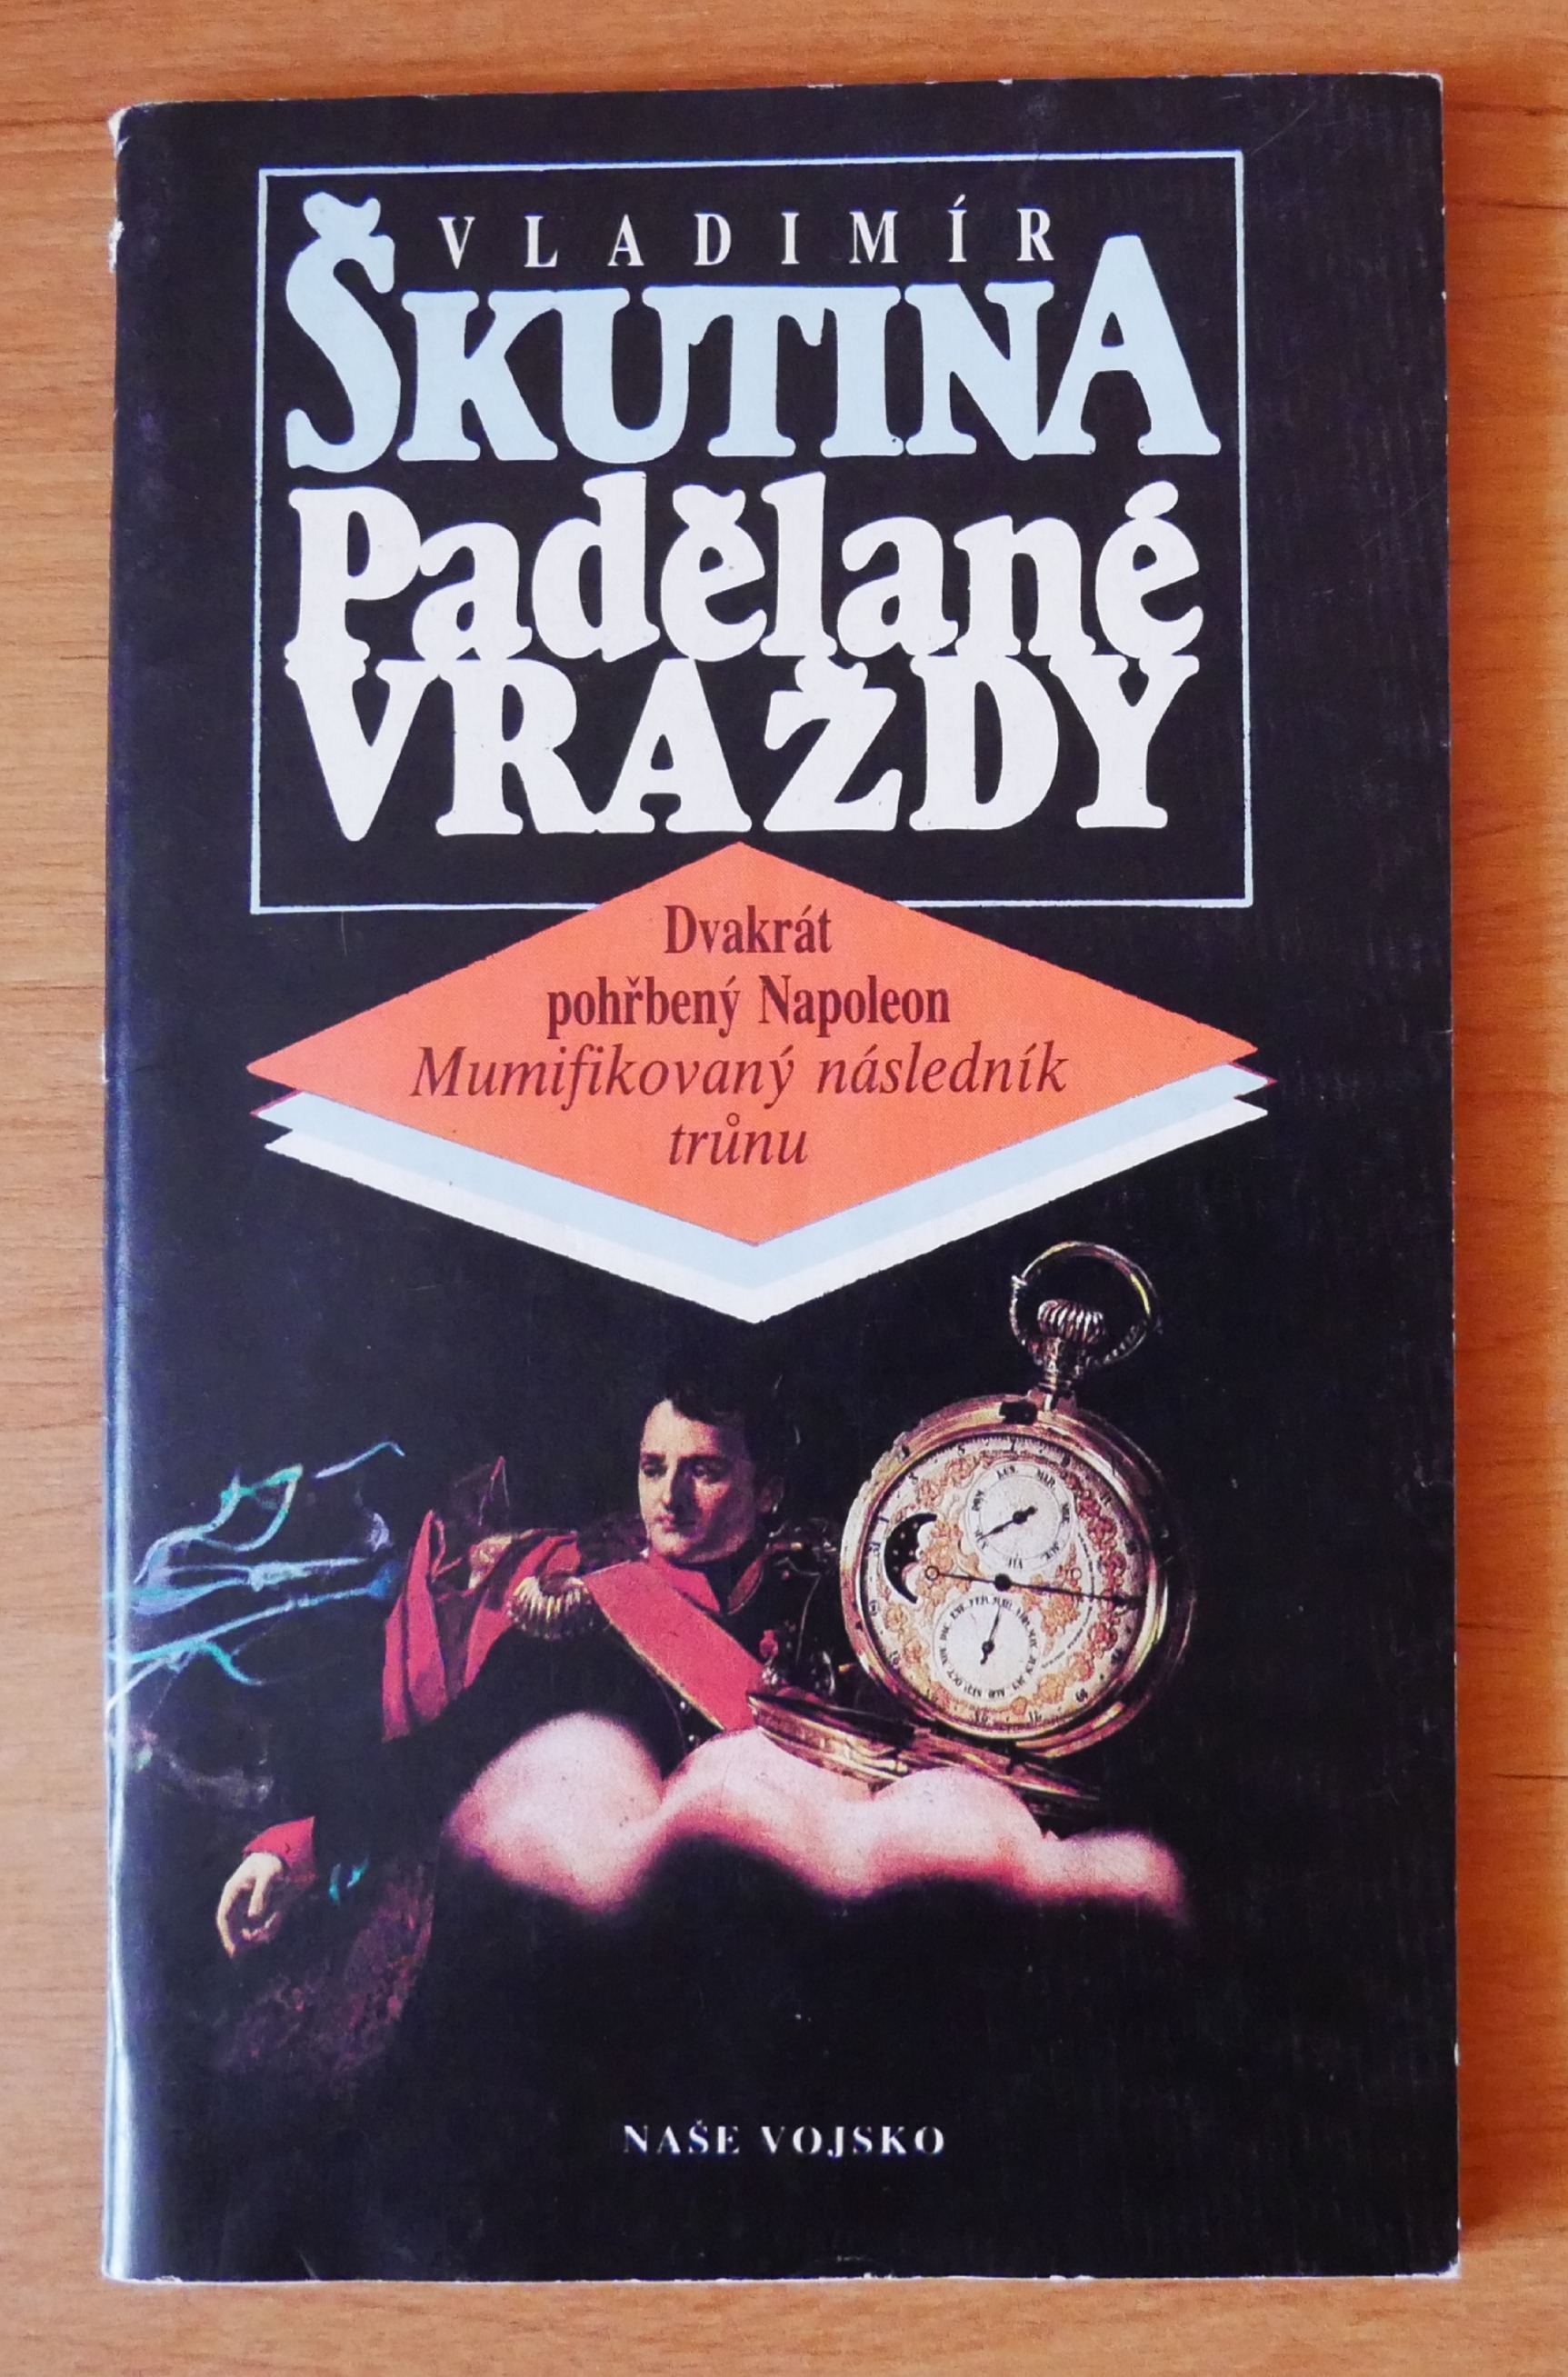 VLADIMÍR
ŠKUTINA
Padělané
VRAŽDY
Dvakrát
pohřbený Napoleon
Mumifikovaný následník
trůnu
NAŠE VOJSKO